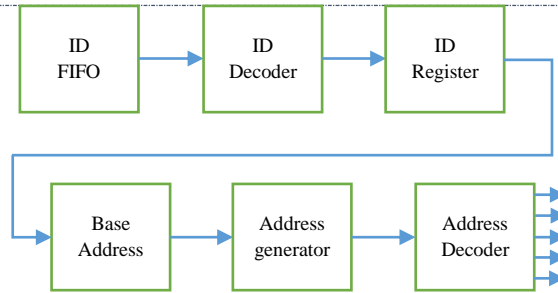 ID
FIFO
ID
Decoder
ID
Register
Base
Address
Address
generator
Address
Decoder